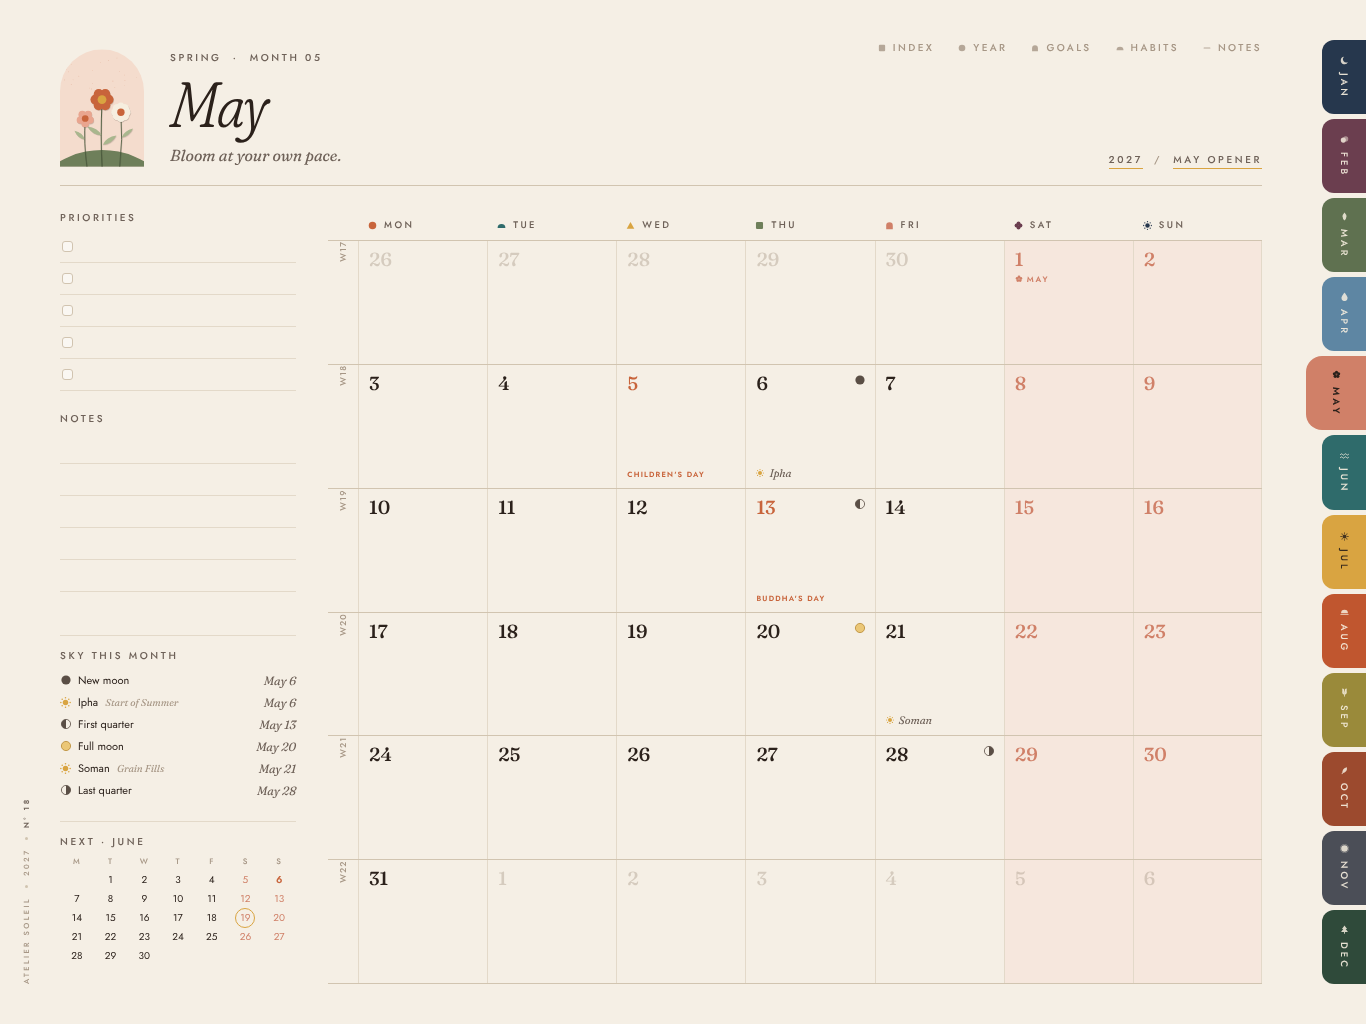 SPRING · MONTH 05
May
Bloom at your own pace.
INDEX YEAR GOALS HABITS NOTES
2027 / MAY OPENER
PRIORITIES
NOTES
SKY THIS MONTH
New moon May 6
Ipha Start of Summer May 6
First quarter May 13
Full moon May 20
Soman Grain Fills May 21
Last quarter May 28
NEXT · JUNE
M T W T F S S
1 2 3 4 5 6
7 8 9 10 11 12 13
14 15 16 17 18 19 20
21 22 23 24 25 26 27
28 29 30
MON TUE WED THU FRI SAT SUN
W17 26 27 28 29 30 1 2
MAY
W18 3 4 5 6 7 8 9
CHILDREN'S DAY Ipha
W19 10 11 12 13 14 15 16
BUDDHA'S DAY
W20 17 18 19 20 21 22 23
Soman
W21 24 25 26 27 28 29 30
W22 31 1 2 3 4 5 6
JAN
FEB
MAR
APR
MAY
JUN
JUL
AUG
SEP
OCT
NOV
DEC
ATELIER SOLEIL ° 2027 ° N° 18